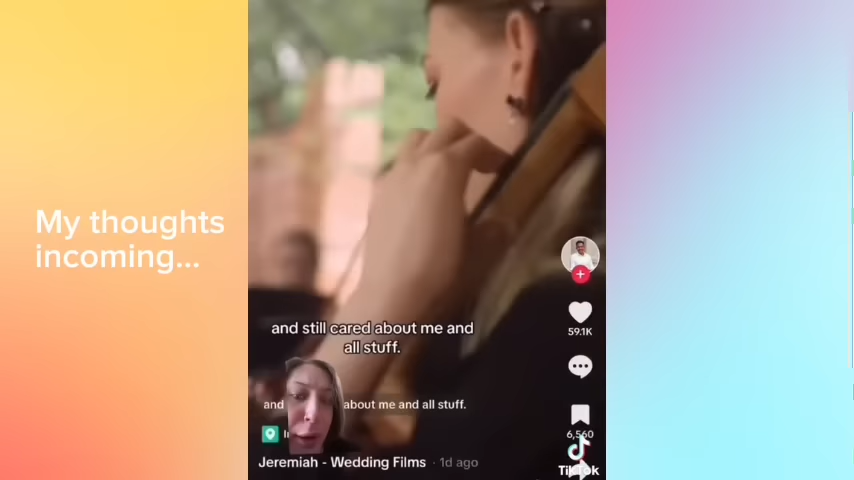 My thoughts
incoming...
and still cared about me and
all stuff.
and
about me and all stuff.
59.1K
6,560
Jeremiah - Wedding Films · 1d ago
TikTok